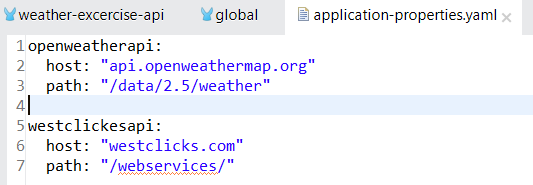 weather-excercise-api global application-properties.yaml
1 openweatherapi:
2 host: "api.openweathermap.org"
3 path: "/data/2.5/weather"
4
5 westclickesapi:
6 host: "westclicks.com"
7 path: "/webservices/"